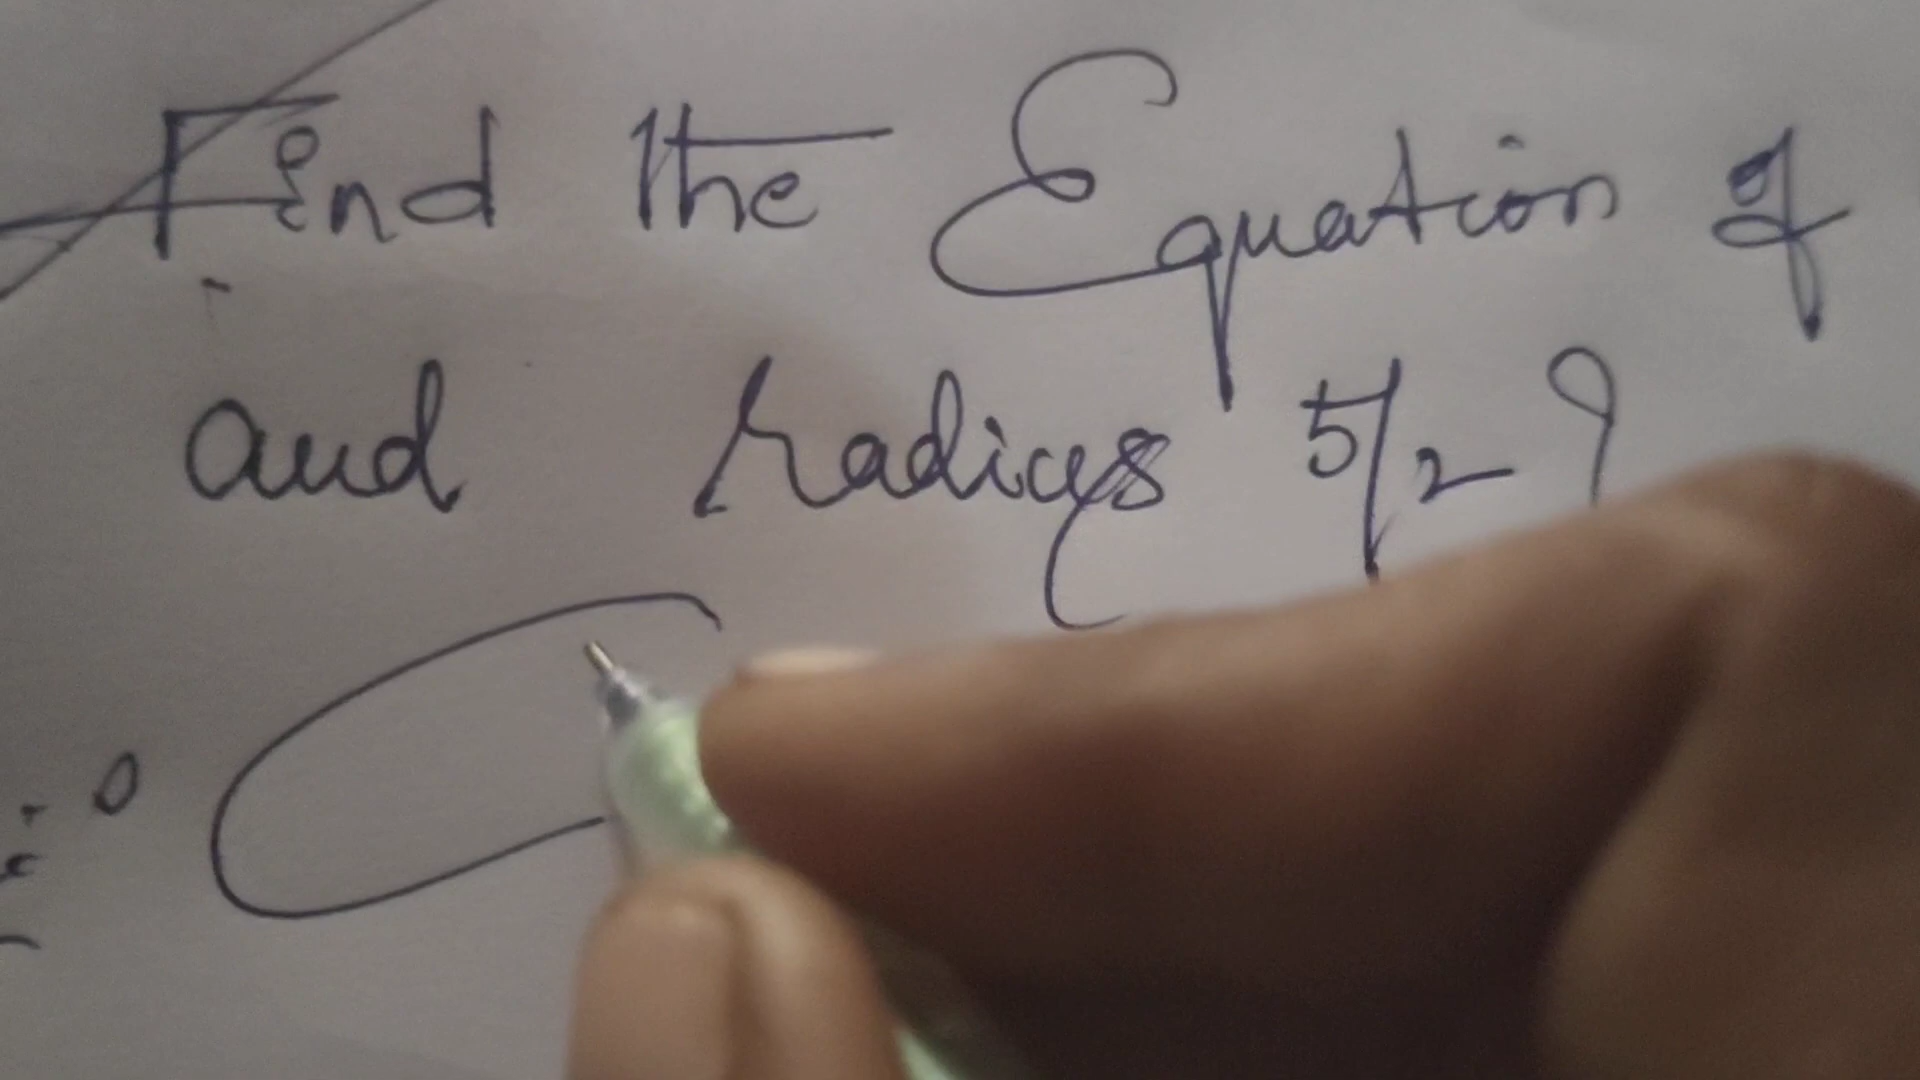 Find the Equation of
and radius 5/2 ?